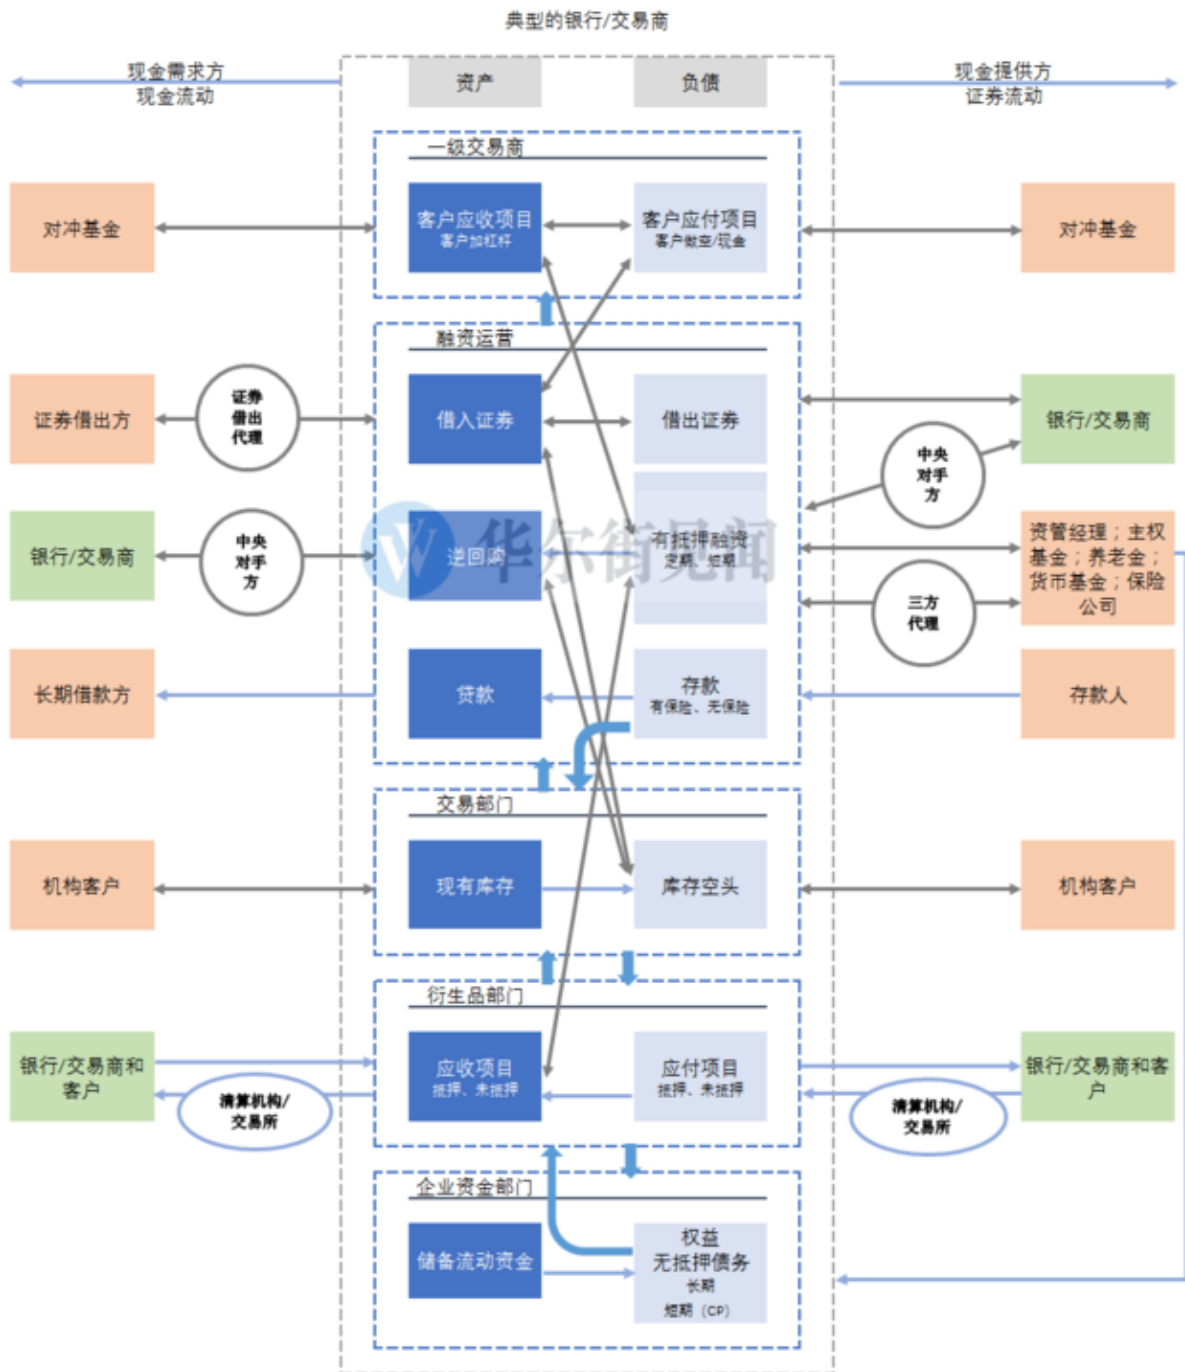 典型的银行/交易商
现金需求方
现金流动
资产
负债
现金提供方
证券流动
一级交易商
对冲基金
客户应收项目
客户加杠杆
客户应付项目
客户做空/现金
对冲基金
融资运营
证券借出方
证券
借出
代理
借入证券
借出证券
银行/交易商
中央
对手
方
银行/交易商
中央
对手
方
逆回购
有抵押融资
定期、短期
华尔街见闻
资管经理；主权
基金；养老金；
货币基金；保险
公司
三方
代理
长期借款方
贷款
存款
有保险、无保险
存款人
交易部门
机构客户
现有库存
库存空头
机构客户
衍生品部门
银行/交易商和
客户
清算机构/
交易所
应收项目
抵押、未抵押
应付项目
抵押、未抵押
银行/交易商和客
户
清算机构/
交易所
企业资金部门
储备流动资金
权益
无抵押债务
长期
短期（CP）